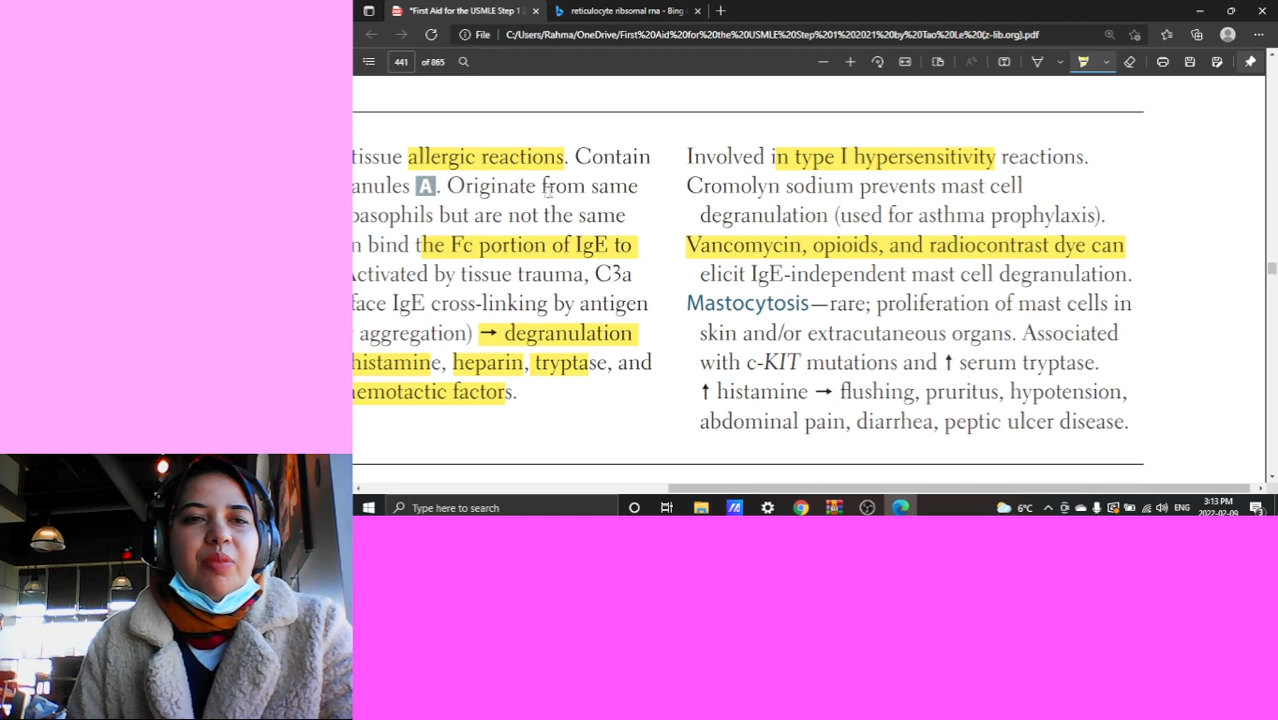 *First Aid for the USMLE Step 1 2
reticulocyte ribsomal rna - Bing
File
C:/Users/Rahma/OneDrive/First%20Aid%20for%20the%20USMLE%20Step%201%202021%20by%20Tao%20Le%20(z-lib.org).pdf
441 of 865
tissue allergic reactions. Contain
anules A. Originate from same
basophils but are not the same
n bind the Fc portion of IgE to
Activated by tissue trauma, C3a
face IgE cross-linking by antigen
aggregation) → degranulation
histamine, heparin, tryptase, and
hemotactic factors.
Involved in type I hypersensitivity reactions.
Cromolyn sodium prevents mast cell
degranulation (used for asthma prophylaxis).
Vancomycin, opioids, and radiocontrast dye can
elicit IgE-independent mast cell degranulation.
Mastocytosis—rare; proliferation of mast cells in
skin and/or extracutaneous organs. Associated
with c-KIT mutations and ↑ serum tryptase.
↑ histamine → flushing, pruritus, hypotension,
abdominal pain, diarrhea, peptic ulcer disease.
Type here to search
6°C
ENG
3:13 PM
2022-02-09